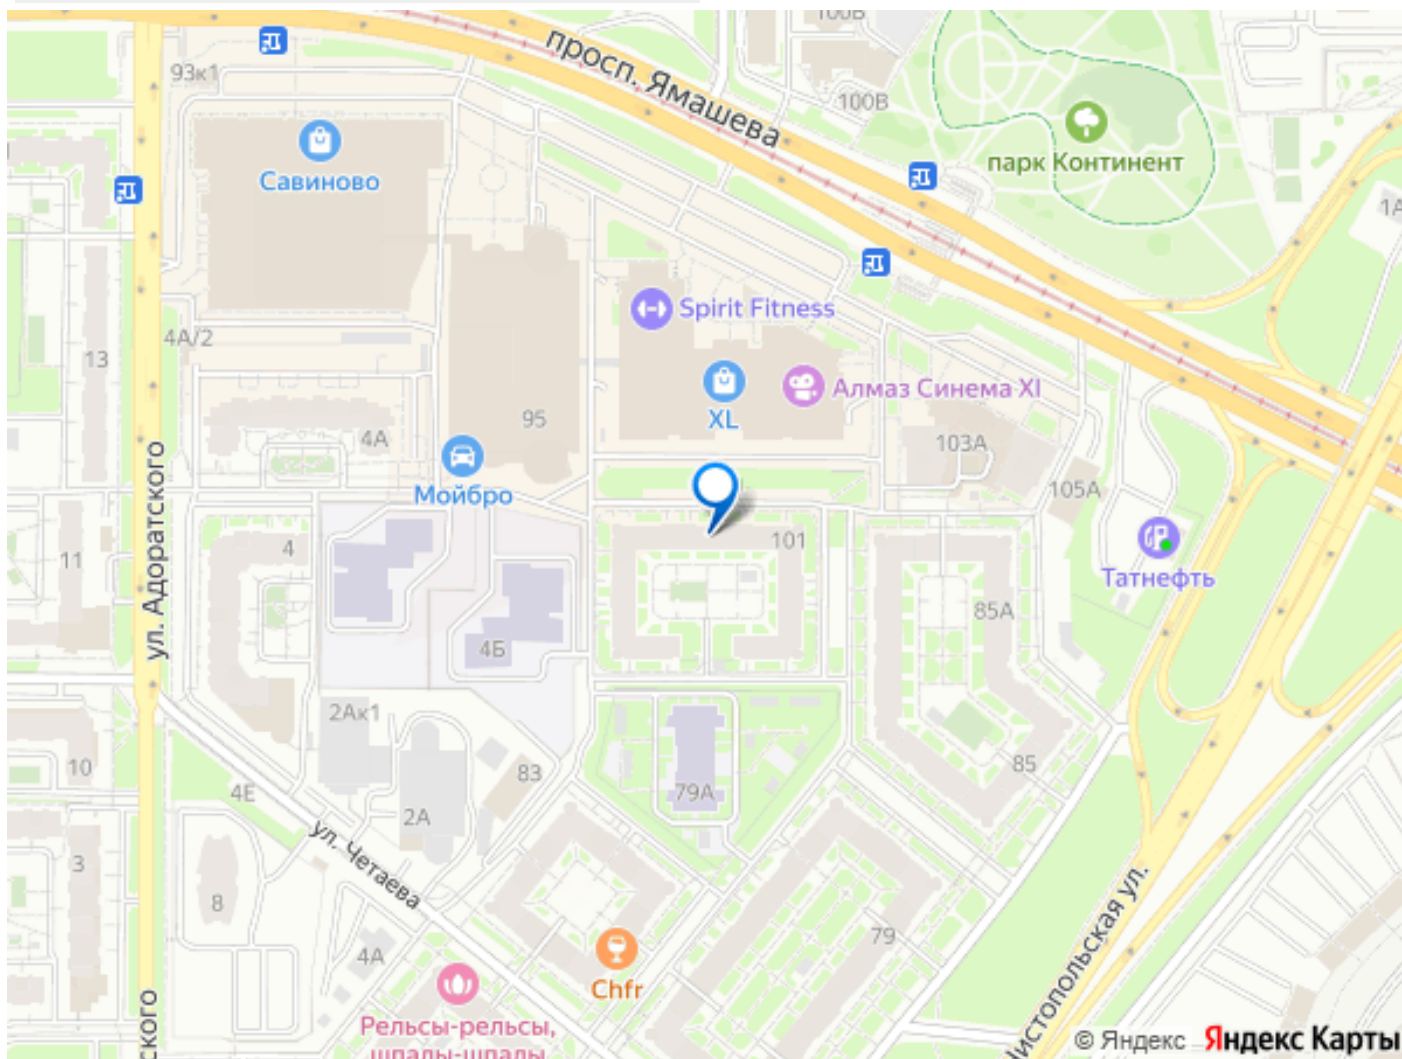 100В
просп. Ямашева
93к1
100В
Савиново
парк Континент
1А
Spirit Fitness
4А/2
13
Алмаз Синема XI
XL
95
4А
103А
Мойбро
105А
ул. Адоратского
101
4
11
Татнефть
85А
4Б
2Ак1
10
83
85
4Е
79А
2А
ул. Четаева
3
8
79
4А
Chfr
Чистопольская ул.
ского
Рельсы-рельсы,
шпалы-шпалы
© Яндекс Яндекс Карты